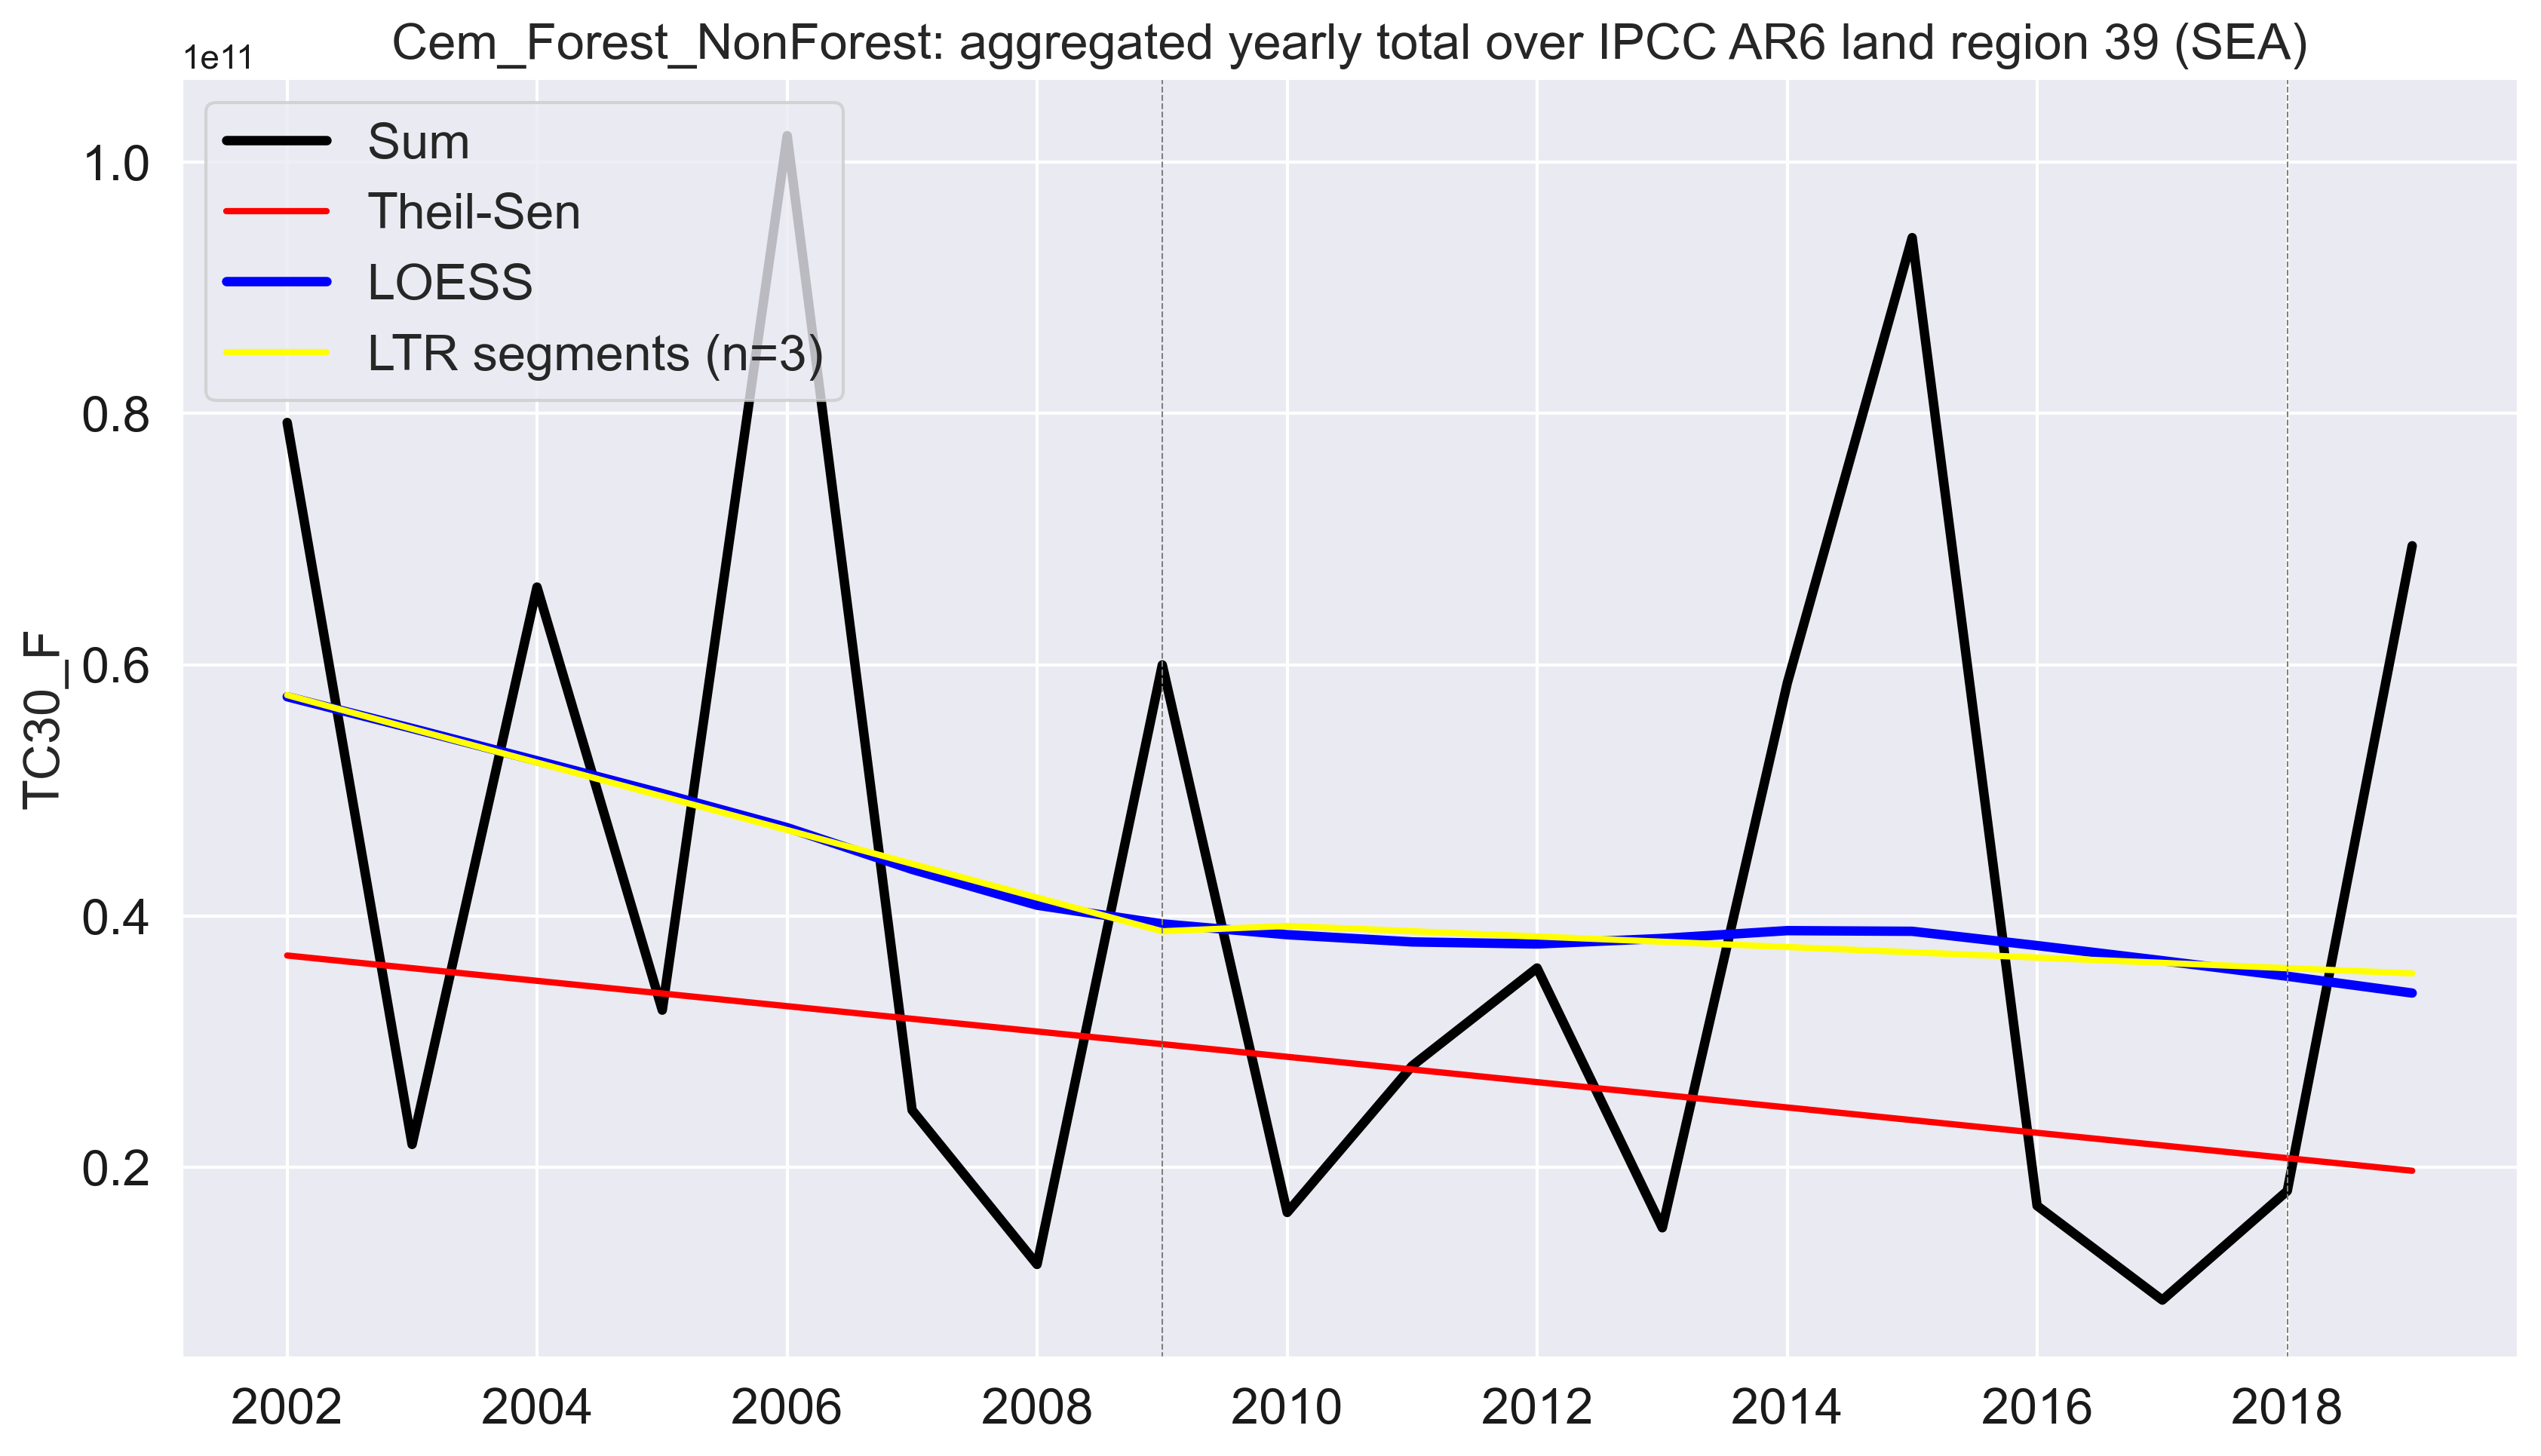 Cem_Forest_NonForest: aggregated yearly total over IPCC AR6 land region 39 (SEA)
1e11
Sum
Theil-Sen
LOESS
LTR segments (n=3)
1.0
0.8
0.6
0.4
0.2
TC30_F
2002 2004 2006 2008 2010 2012 2014 2016 2018